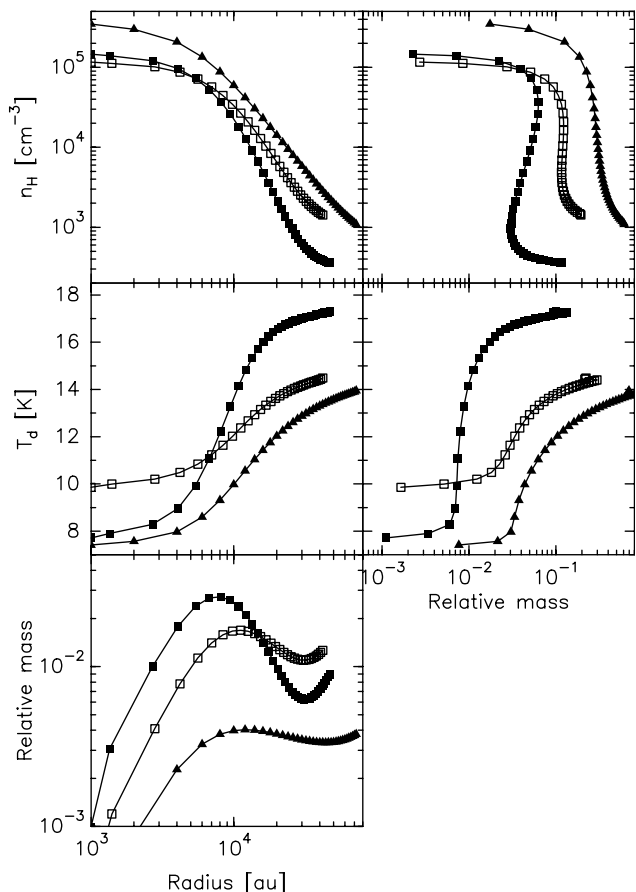 10^5
10^4
10^3
n_H [cm^−3]
18
16
14
12
10
8
T_d [K]
10^−3 10^−2 10^−1
Relative mass
10^−2
10^−3
Relative mass
10^3 10^4
Radius [au]